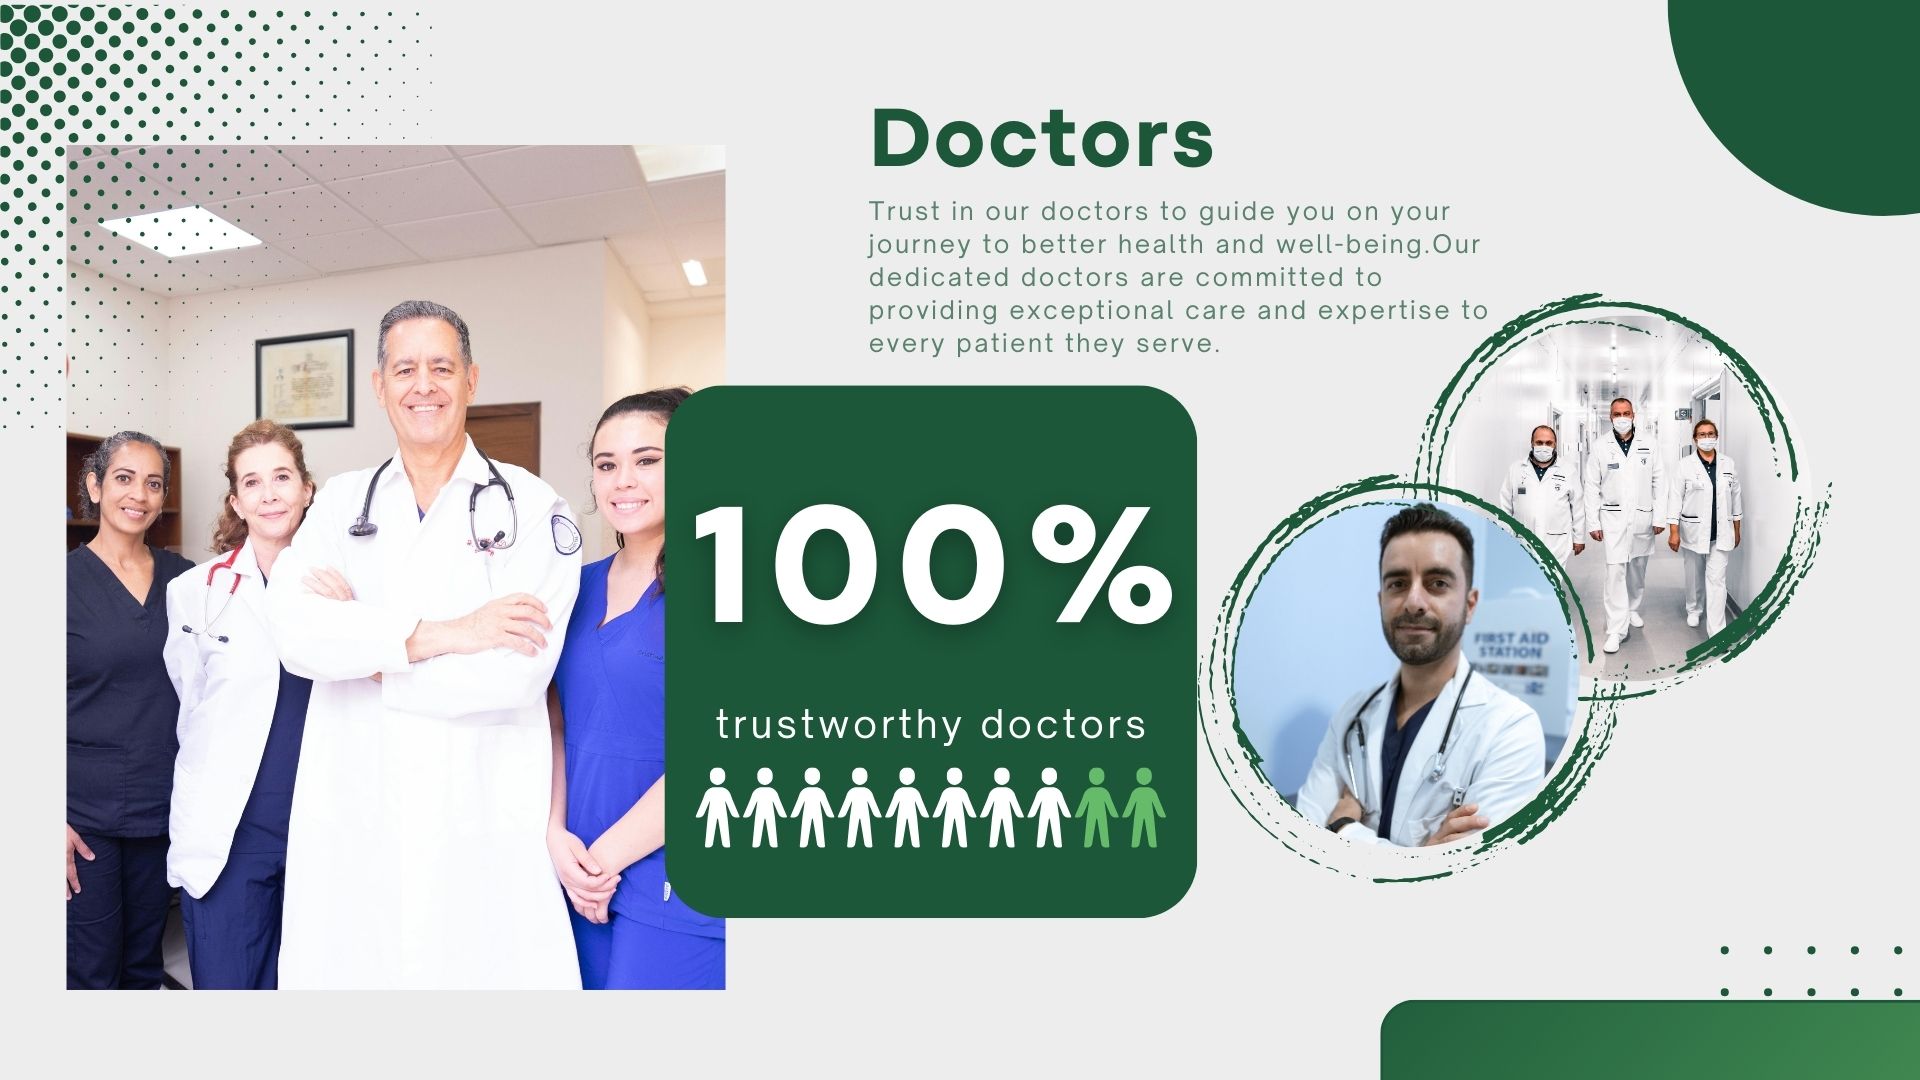 Doctors
Trust in our doctors to guide you on your
journey to better health and well-being.Our
dedicated doctors are committed to
providing exceptional care and expertise to
every patient they serve.
100%
trustworthy doctors
FIRST AID
STATION